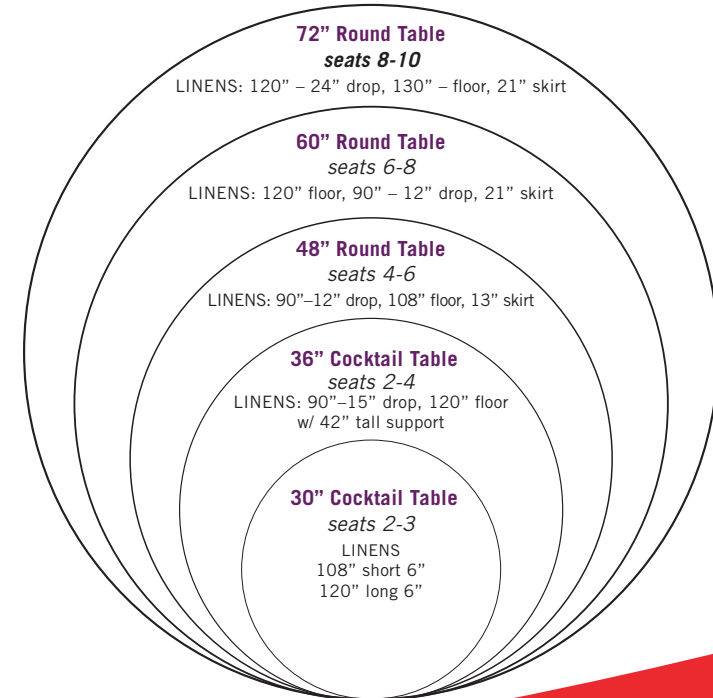 72” Round Table
seats 8-10
LINENS: 120” – 24” drop, 130” – floor, 21” skirt
60” Round Table
seats 6-8
LINENS: 120” floor, 90” – 12” drop, 21” skirt
48” Round Table
seats 4-6
LINENS: 90”–12” drop, 108” floor, 13” skirt
36” Cocktail Table
seats 2-4
LINENS: 90”–15” drop, 120” floor
w/ 42” tall support
30” Cocktail Table
seats 2-3
LINENS
108” short 6”
120” long 6”